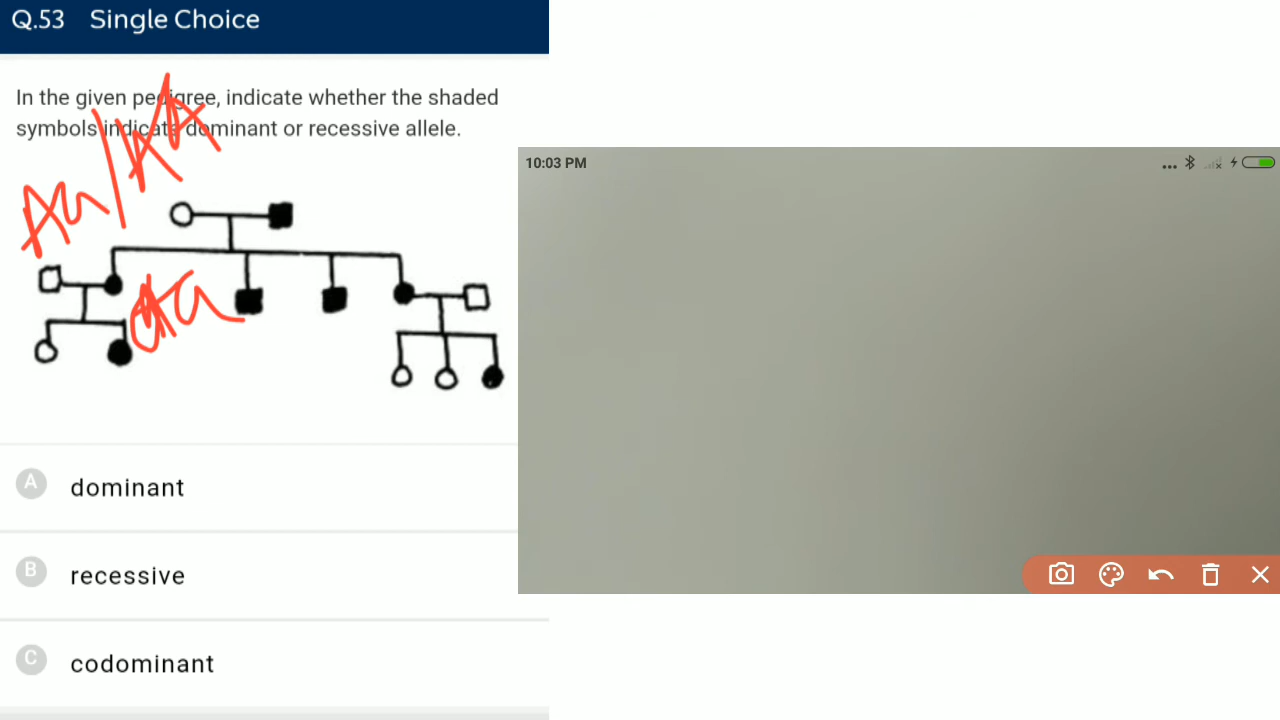 Q.53 Single Choice
In the given pedigree, indicate whether the shaded
symbols indicate dominant or recessive allele.
Aa/AA
Aa
10:03 PM
A dominant
B recessive
C codominant